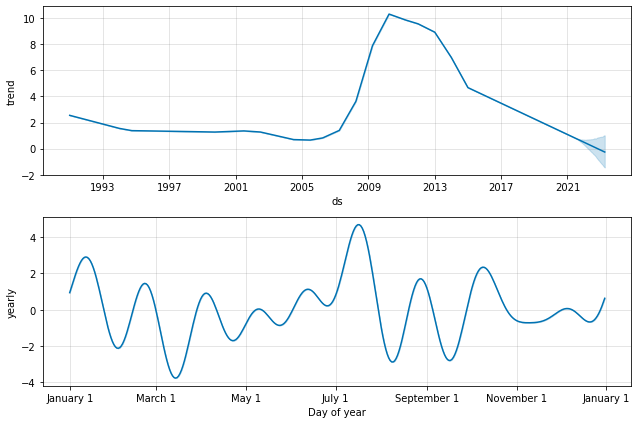 10
8
6
4
2
0
−2
trend
1993 1997 2001 2005 2009 2013 2017 2021
ds
4
2
0
−2
−4
yearly
January 1 March 1 May 1 July 1 September 1 November 1 January 1
Day of year